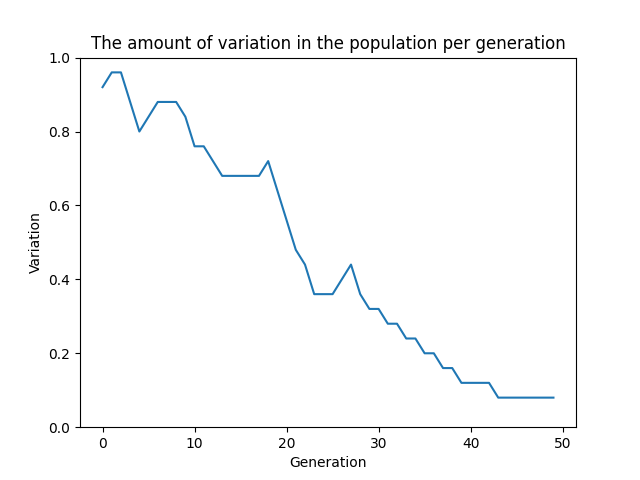 The amount of variation in the population per generation
1.0
0.8
0.6
0.4
0.2
0.0
Variation
0 10 20 30 40 50
Generation